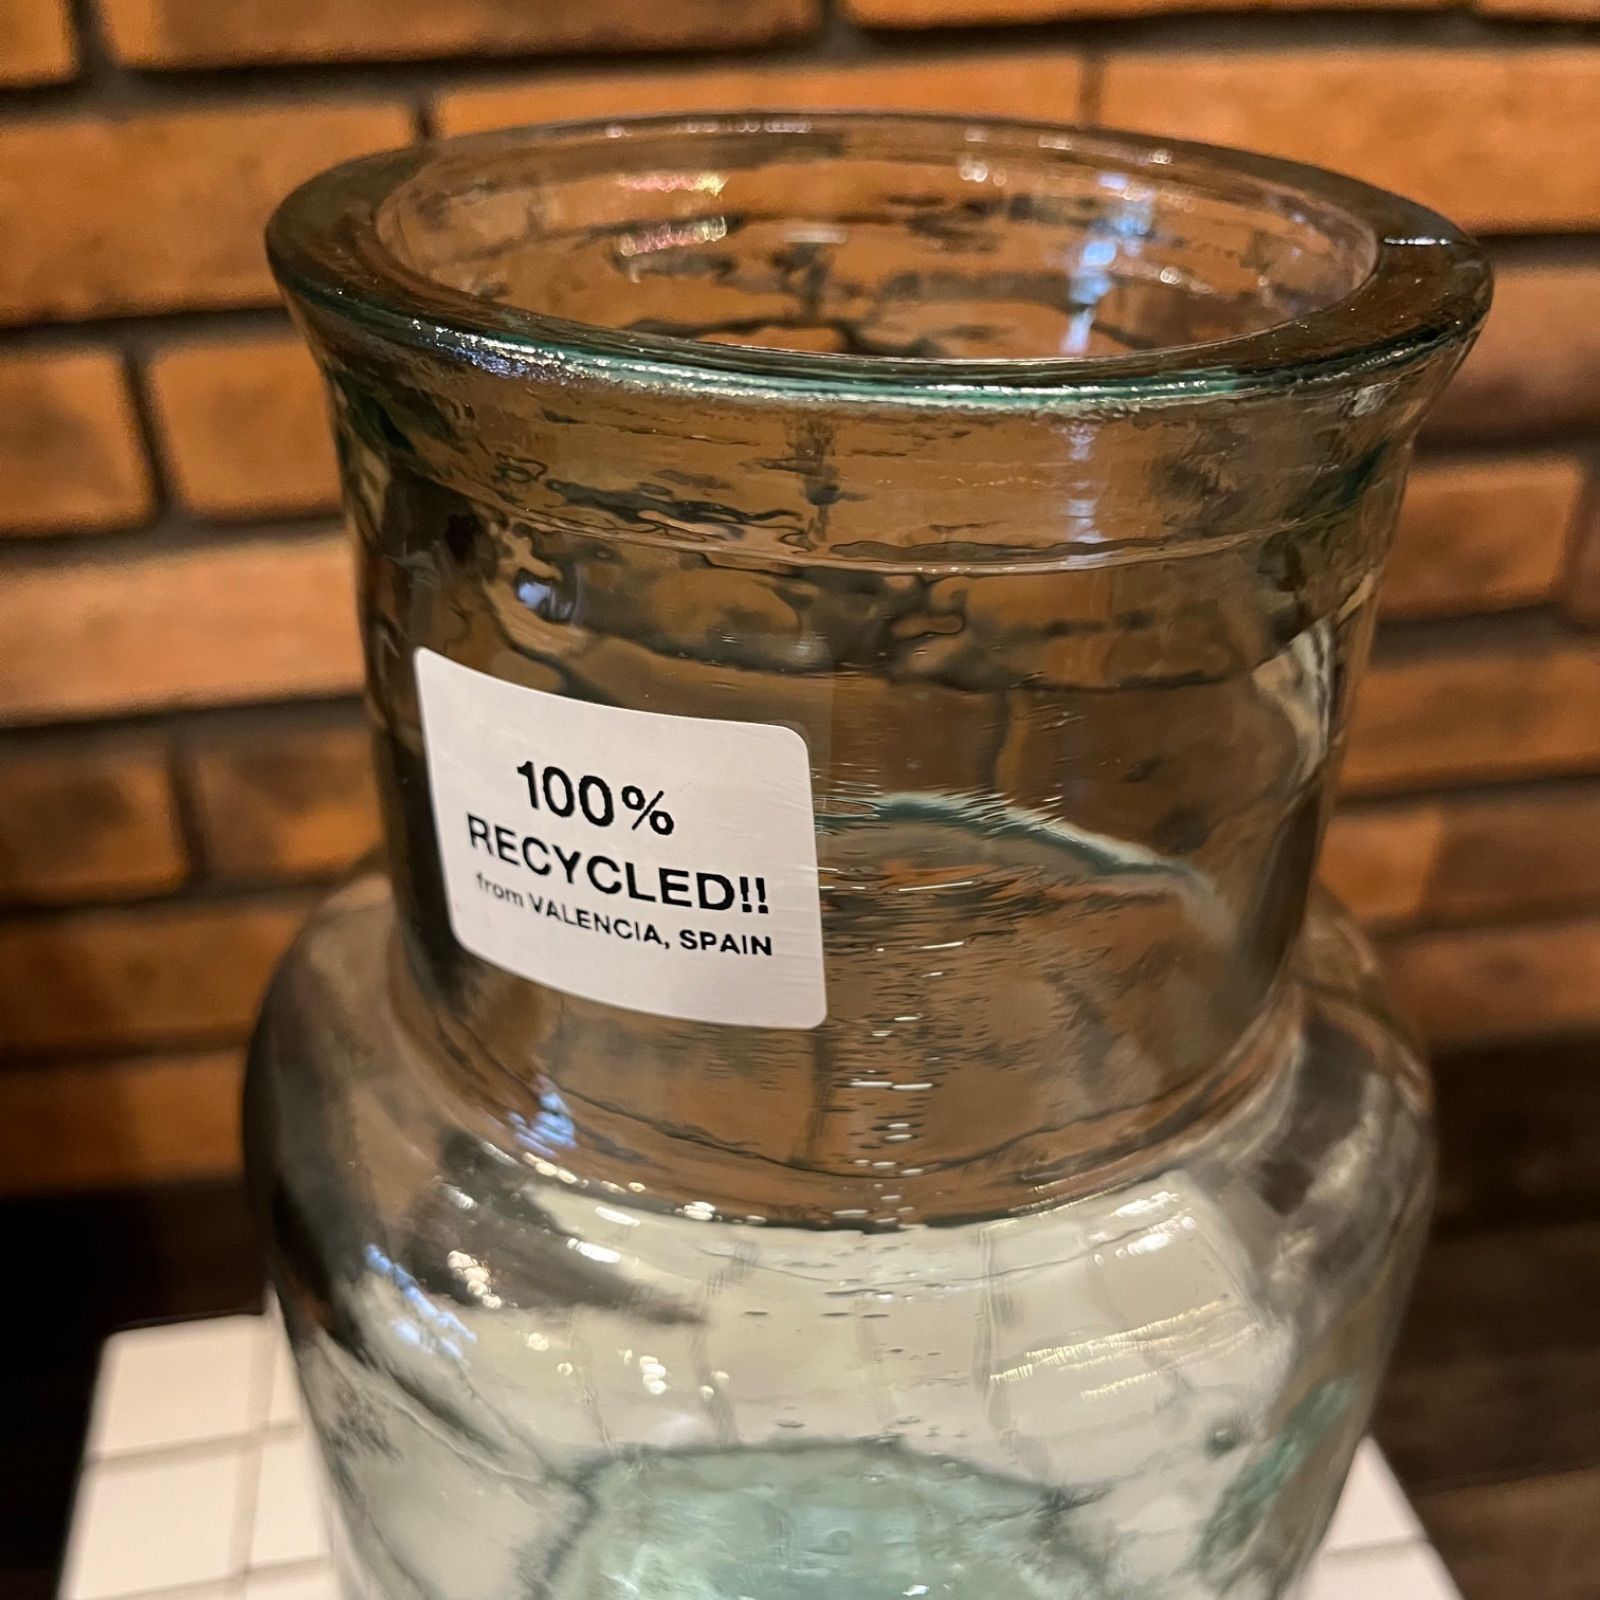 100%
RECYCLED!!
from VALENCIA, SPAIN